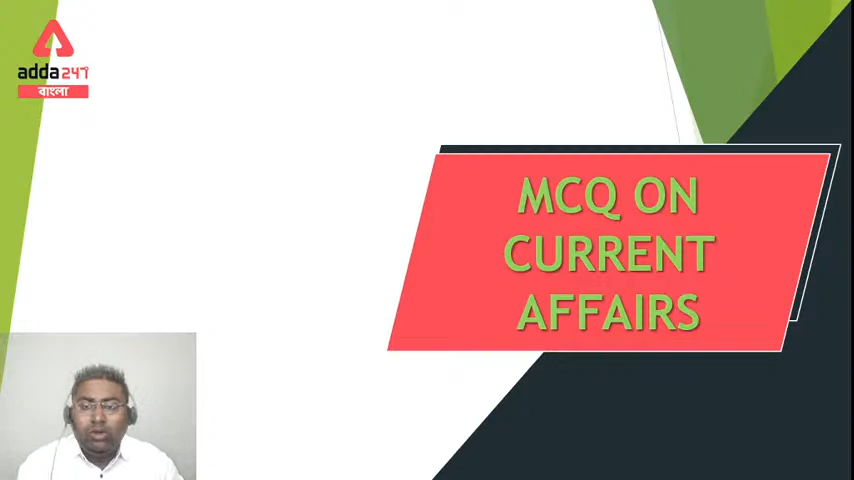 adda247
বাংলা
MCQ ON
CURRENT
AFFAIRS